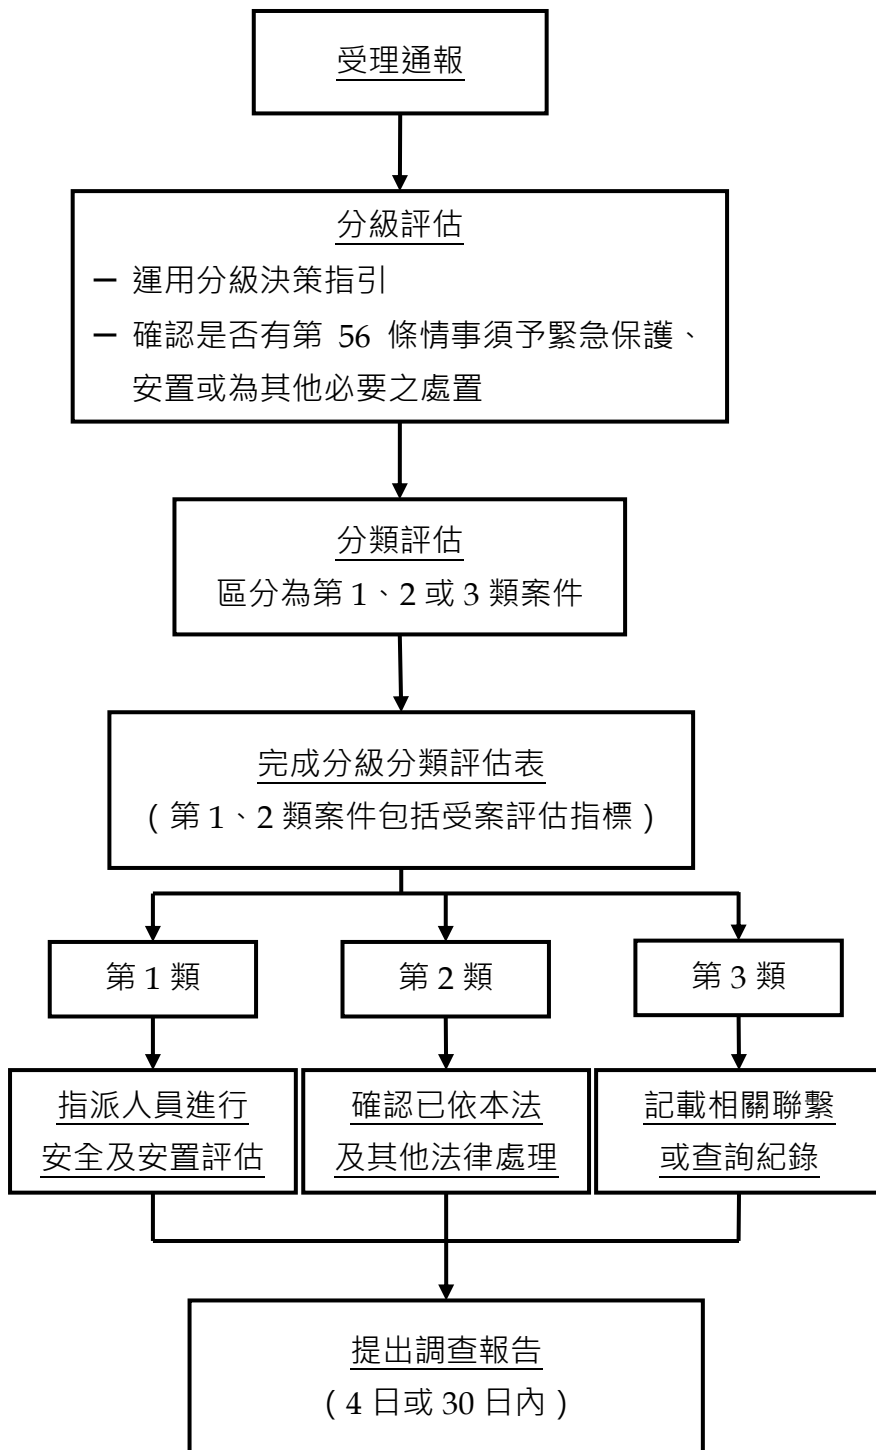 受理通報
分級評估
− 運用分級決策指引
− 確認是否有第 56 條情事須予緊急保護、
安置或為其他必要之處置
分類評估
區分為第 1、2 或 3 類案件
完成分級分類評估表
(第 1、2 類案件包括受案評估指標)
第 1 類
第 2 類
第 3 類
指派人員進行
安全及安置評估
確認已依本法
及其他法律處理
記載相關聯繫
或查詢紀錄
提出調查報告
(4 日或 30 日內)